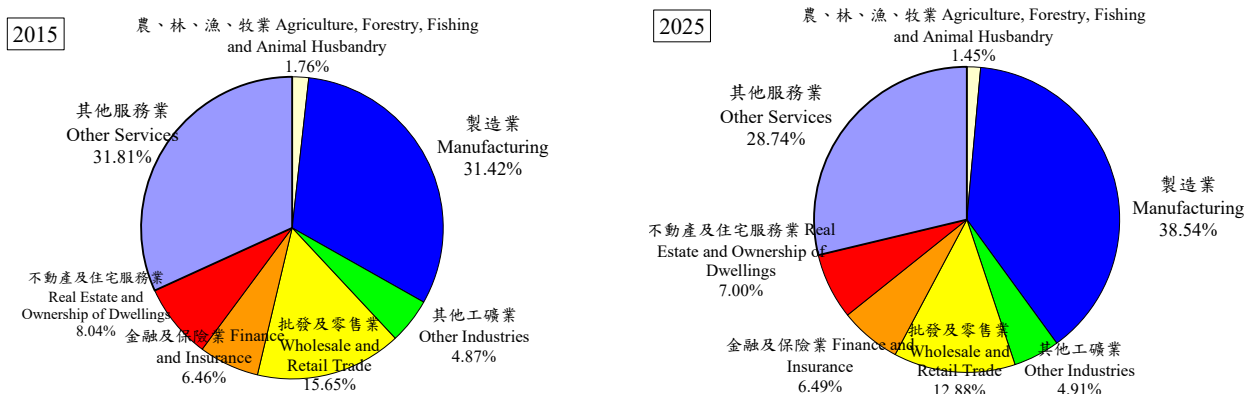 2015
農、林、漁、牧業 Agriculture, Forestry, Fishing
and Animal Husbandry
1.76%
其他服務業
Other Services
31.81%
製造業
Manufacturing
31.42%
不動產及住宅服務業
Real Estate and
Ownership of Dwellings
8.04%
金融及保險業 Finance
and Insurance
6.46%
批發及零售業
Wholesale and
Retail Trade
15.65%
其他工礦業
Other Industries
4.87%
2025
農、林、漁、牧業 Agriculture, Forestry, Fishing
and Animal Husbandry
1.45%
其他服務業
Other Services
28.74%
製造業
Manufacturing
38.54%
不動產及住宅服務業 Real
Estate and Ownership of
Dwellings
7.00%
金融及保險業 Finance and
Insurance
6.49%
批發及零售業
Wholesale and
Retail Trade
12.88%
其他工礦業
Other Industries
4.91%